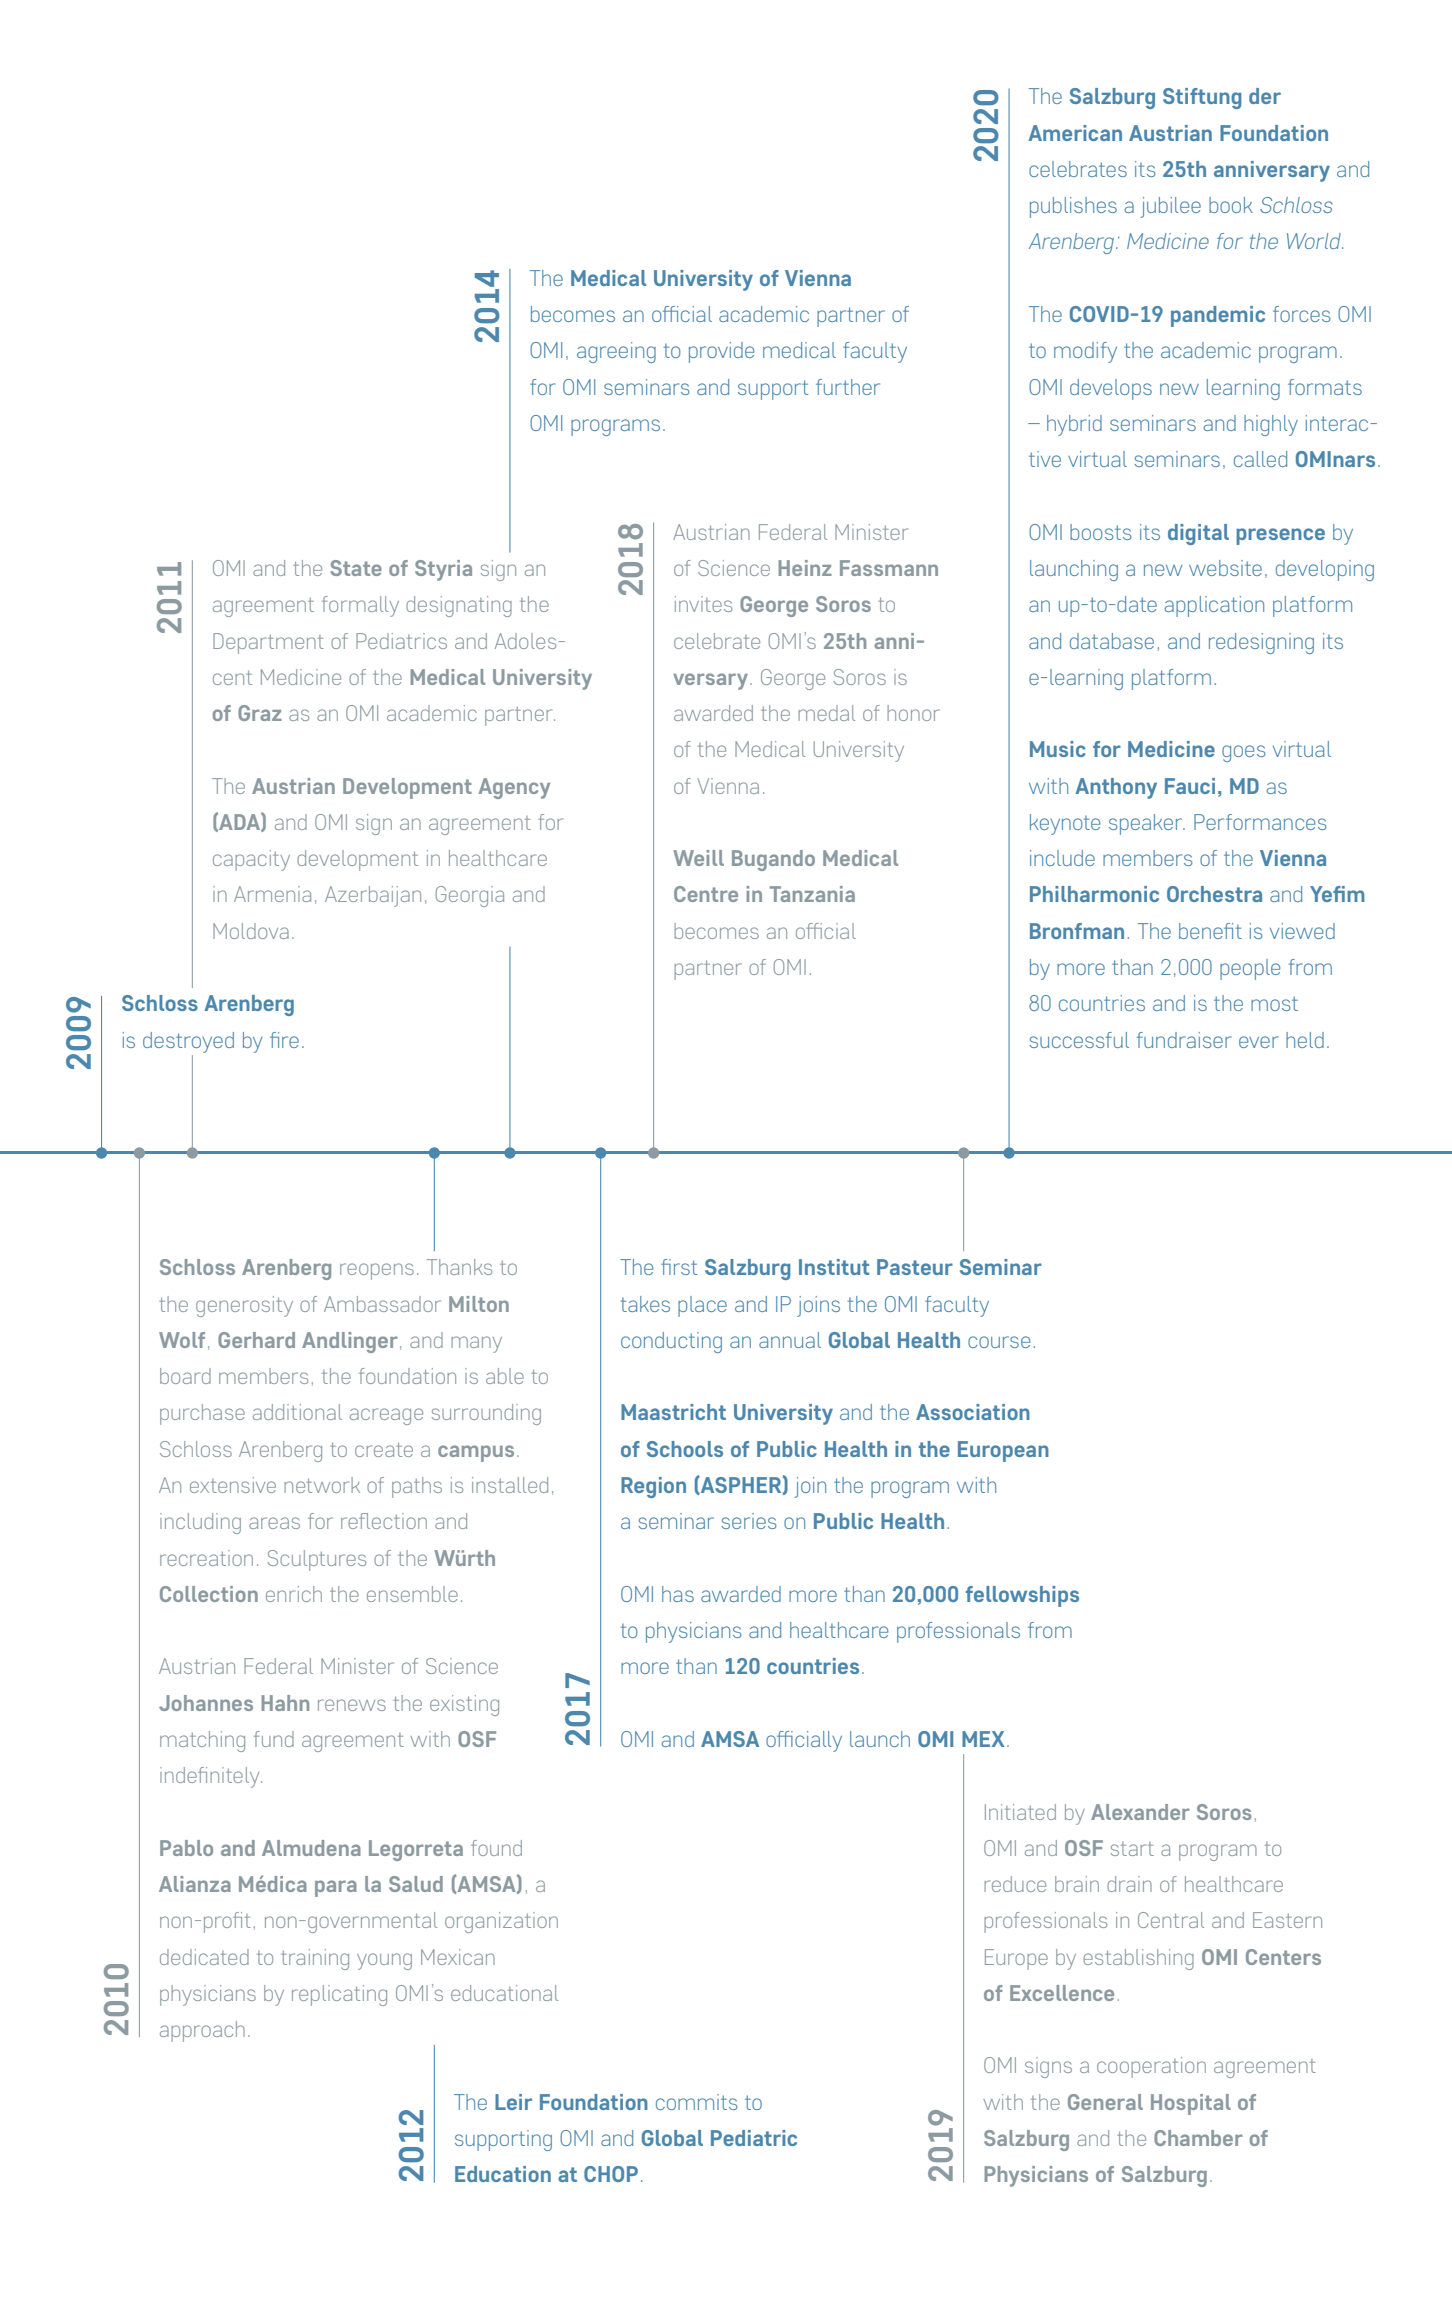 2020
The Salzburg Stiftung der
American Austrian Foundation
celebrates its 25th anniversary and
publishes a jubilee book Schloss
Arenberg: Medicine for the World.
The COVID-19 pandemic forces OMI
to modify the academic program.
OMI develops new learning formats
– hybrid seminars and highly interac-
tive virtual seminars, called OMInars.
OMI boosts its digital presence by
launching a new website, developing
an up-to-date application platform
and database, and redesigning its
e-learning platform.
Music for Medicine goes virtual
with Anthony Fauci, MD as
keynote speaker. Performances
include members of the Vienna
Philharmonic Orchestra and Yefim
Bronfman. The benefit is viewed
by more than 2,000 people from
80 countries and is the most
successful fundraiser ever held.
2014
The Medical University of Vienna
becomes an official academic partner of
OMI, agreeing to provide medical faculty
for OMI seminars and support further
OMI programs.
2018
Austrian Federal Minister
of Science Heinz Fassmann
invites George Soros to
celebrate OMI's 25th anni-
versary. George Soros is
awarded the medal of honor
of the Medical University
of Vienna.
Weill Bugando Medical
Centre in Tanzania
becomes an official
partner of OMI.
2011
OMI and the State of Styria sign an
agreement formally designating the
Department of Pediatrics and Adoles-
cent Medicine of the Medical University
of Graz as an OMI academic partner.
The Austrian Development Agency
(ADA) and OMI sign an agreement for
capacity development in healthcare
in Armenia, Azerbaijan, Georgia and
Moldova.
2009
Schloss Arenberg
is destroyed by fire.
2010
Schloss Arenberg reopens. Thanks to
the generosity of Ambassador Milton
Wolf, Gerhard Andlinger, and many
board members, the foundation is able to
purchase additional acreage surrounding
Schloss Arenberg to create a campus.
An extensive network of paths is installed,
including areas for reflection and
recreation. Sculptures of the Würth
Collection enrich the ensemble.
Austrian Federal Minister of Science
Johannes Hahn renews the existing
matching fund agreement with OSF
indefinitely.
Pablo and Almudena Legorreta found
Alianza Médica para la Salud (AMSA), a
non-profit, non-governmental organization
dedicated to training young Mexican
physicians by replicating OMI's educational
approach.
2017
The first Salzburg Institut Pasteur Seminar
takes place and IP joins the OMI faculty
conducting an annual Global Health course.
Maastricht University and the Association
of Schools of Public Health in the European
Region (ASPHER) join the program with
a seminar series on Public Health.
OMI has awarded more than 20,000 fellowships
to physicians and healthcare professionals from
more than 120 countries.
OMI and AMSA officially launch OMI MEX.
2012
The Leir Foundation commits to
supporting OMI and Global Pediatric
Education at CHOP.
2019
Initiated by Alexander Soros,
OMI and OSF start a program to
reduce brain drain of healthcare
professionals in Central and Eastern
Europe by establishing OMI Centers
of Excellence.
OMI signs a cooperation agreement
with the General Hospital of
Salzburg and the Chamber of
Physicians of Salzburg.